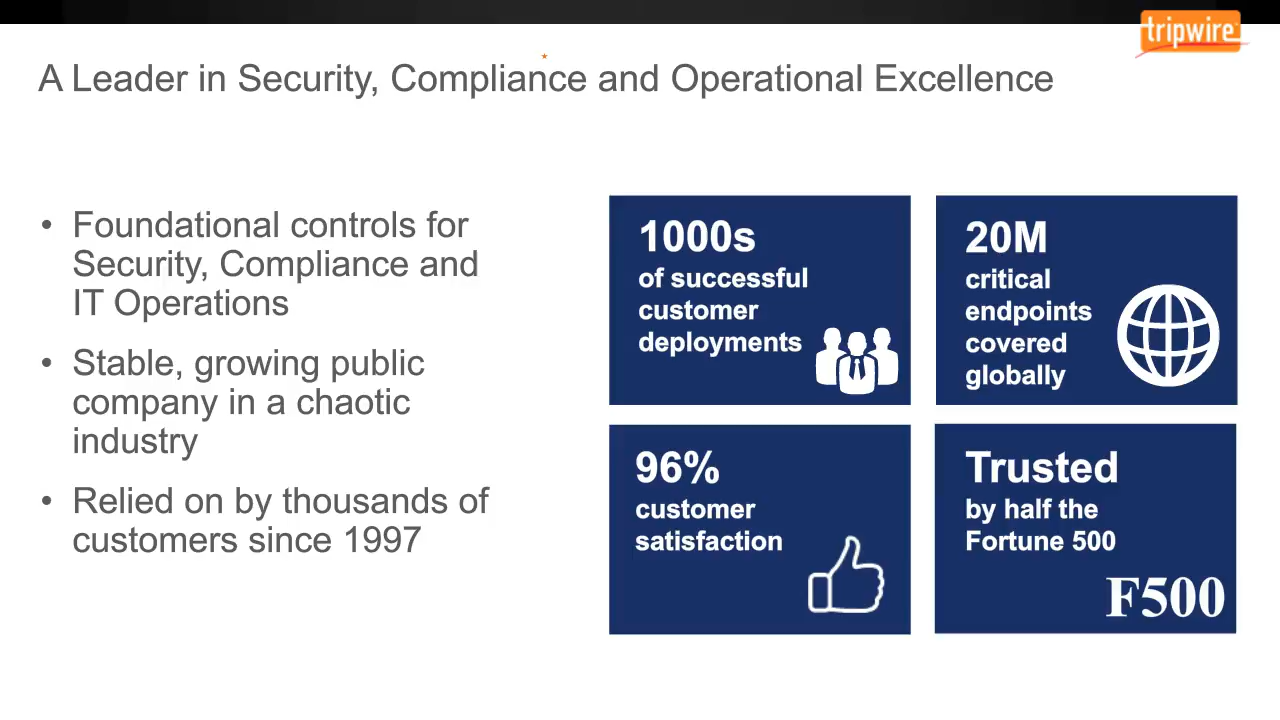 tripwire
A Leader in Security, Compliance and Operational Excellence
• Foundational controls for
Security, Compliance and
IT Operations
• Stable, growing public
company in a chaotic
industry
• Relied on by thousands of
customers since 1997
1000s
of successful
customer
deployments
20M
critical
endpoints
covered
globally
96%
customer
satisfaction
Trusted
by half the
Fortune 500
F500